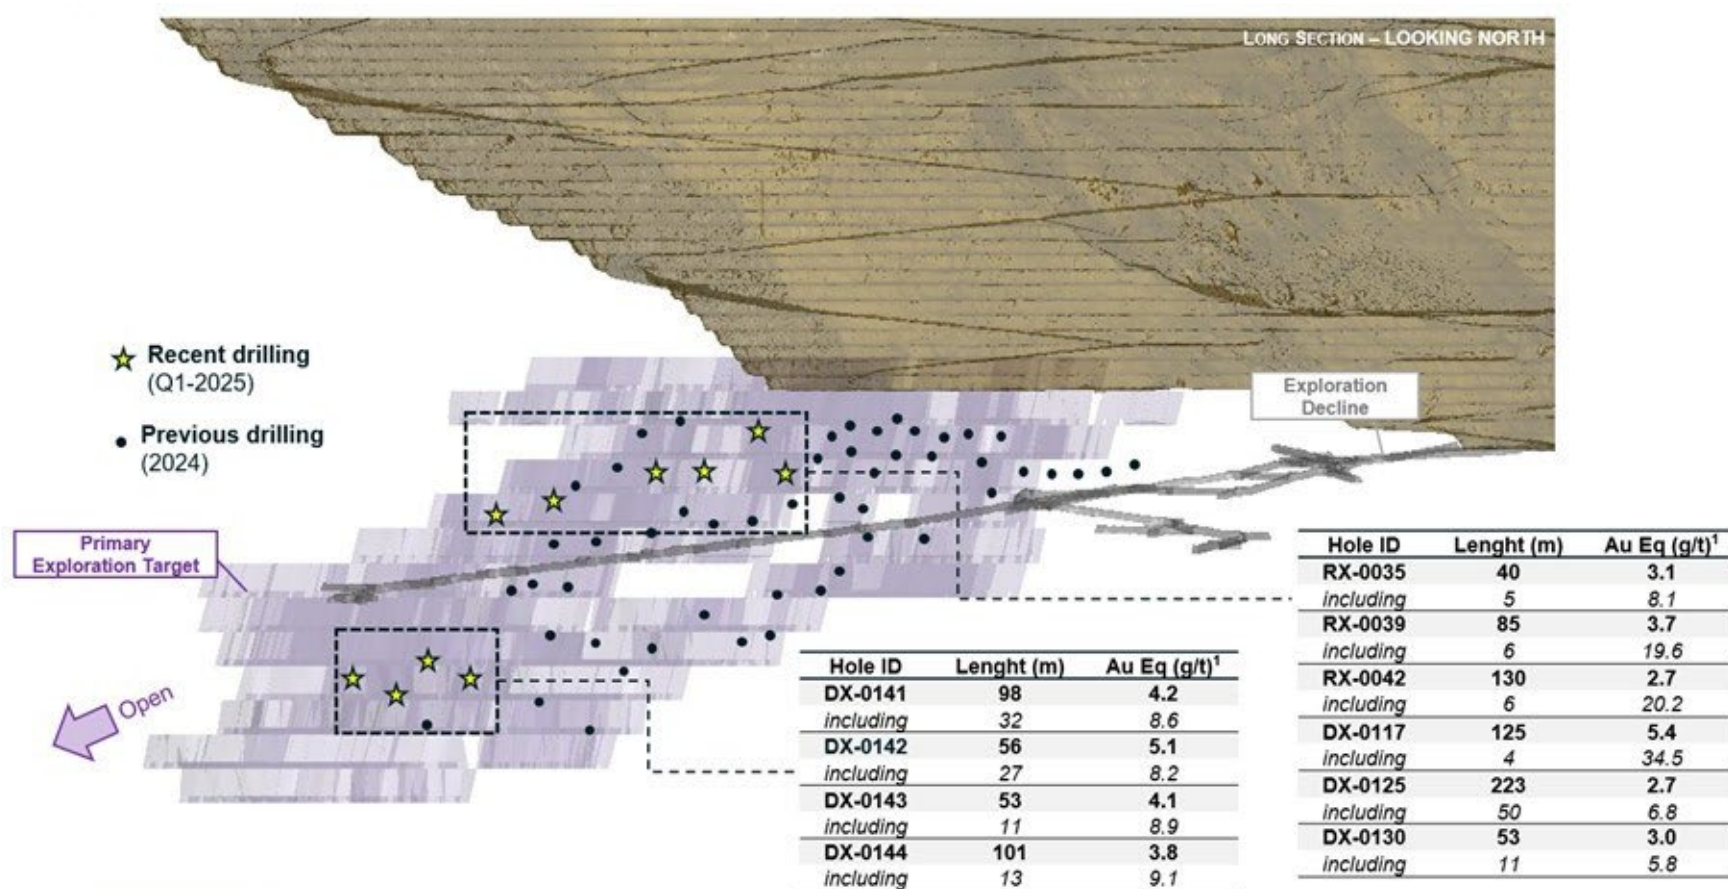 LONG SECTION – LOOKING NORTH
Recent drilling
(Q1-2025)
Previous drilling
(2024)
Exploration
Decline
Primary
Exploration Target
Open
Hole ID Lenght (m) Au Eq (g/t)¹
DX-0141 98 4.2
including 32 8.6
DX-0142 56 5.1
including 27 8.2
DX-0143 53 4.1
including 11 8.9
DX-0144 101 3.8
including 13 9.1
Hole ID Lenght (m) Au Eq (g/t)¹
RX-0035 40 3.1
including 5 8.1
RX-0039 85 3.7
including 6 19.6
RX-0042 130 2.7
including 6 20.2
DX-0117 125 5.4
including 4 34.5
DX-0125 223 2.7
including 50 6.8
DX-0130 53 3.0
including 11 5.8